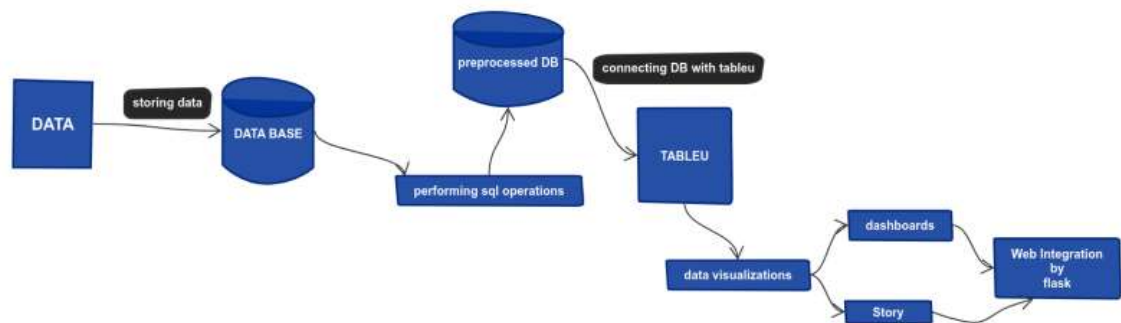 DATA
storing data
DATA BASE
performing sql operations
preprocessed DB
connecting DB with tableu
TABLEU
data visualizations
dashboards
Story
Web Integration
by
flask